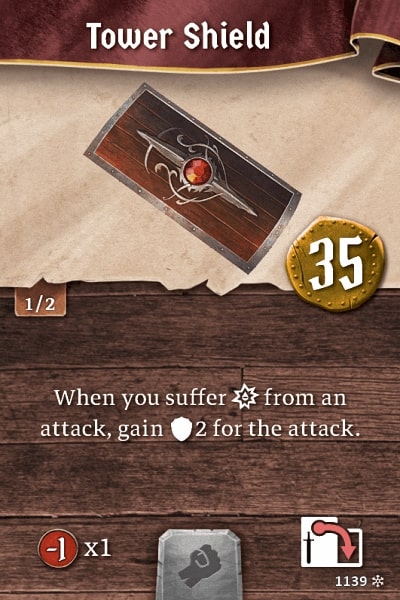 Tower Shield
35
1/2
When you suffer from an
attack, gain 2 for the attack.
-1 x1
1139